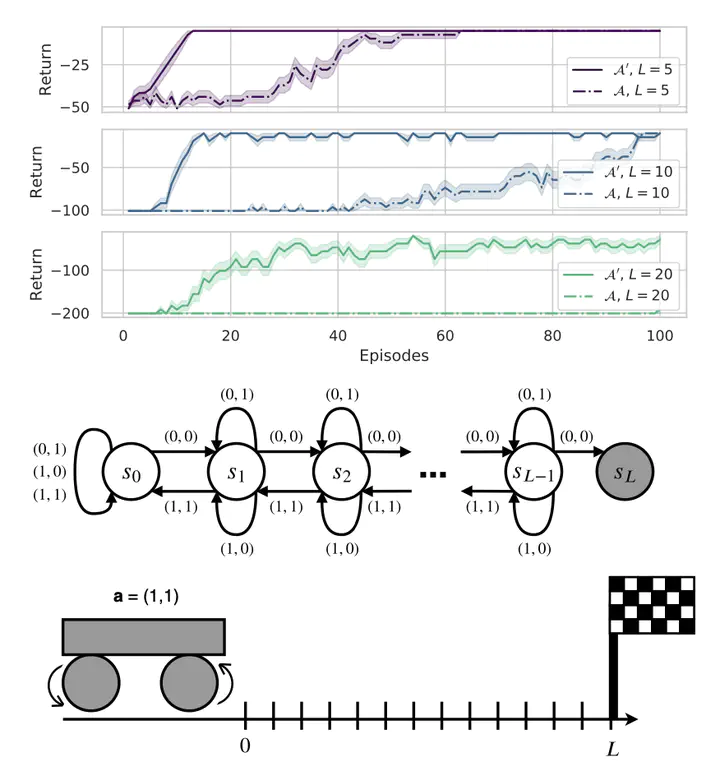 Return
−25
−50
𝒜′, L = 5
𝒜, L = 5
Return
−50
−100
𝒜′, L = 10
𝒜, L = 10
Return
−100
−200
𝒜′, L = 20
𝒜, L = 20
0 20 40 60 80 100
Episodes
(0, 1) (0, 1) (0, 1)
(0, 0) (0, 0) (0, 0) (0, 0) (0, 0)
(0, 1)
(1, 0)
(1, 1)
s0 s1 s2 ... sL−1 sL
(1, 1) (1, 1) (1, 1) (1, 1)
(1, 0) (1, 0) (1, 0)
a = (1,1)
0 L